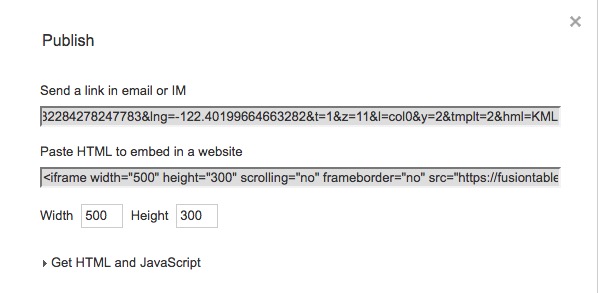 Publish
Send a link in email or IM
32284278247783&lng=-122.40199664663282&t=1&z=11&l=col0&y=2&tmplt=2&hml=KML
Paste HTML to embed in a website
<iframe width="500" height="300" scrolling="no" frameborder="no" src="https://fusiontable
Width 500 Height 300
Get HTML and JavaScript